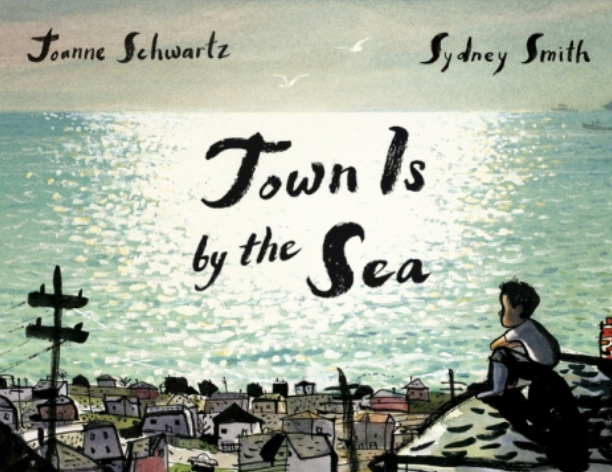 Joanne Schwartz
Sydney Smith
Town Is
by the Sea